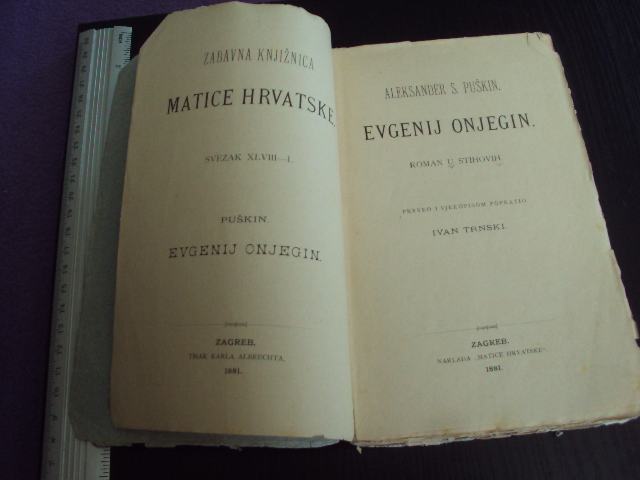 ZABAVNA KNJIŽNICA
MATICE HRVATSKE.
SVEZAK XLVIII—L.
PUŠKIN.
EVGENIJ ONJEGIN.
ZAGREB.
TISAK KARLA ALBRECHTA.
1881.
ALEKSANDER S. PUŠKIN.
EVGENIJ ONJEGIN.
ROMAN U STIHOVIH.
PREVEO I VJEKOPISOM POPRATIO
IVAN TRNSKI.
ZAGREB.
NAKLADA „MATICE HRVATSKE“.
1881.